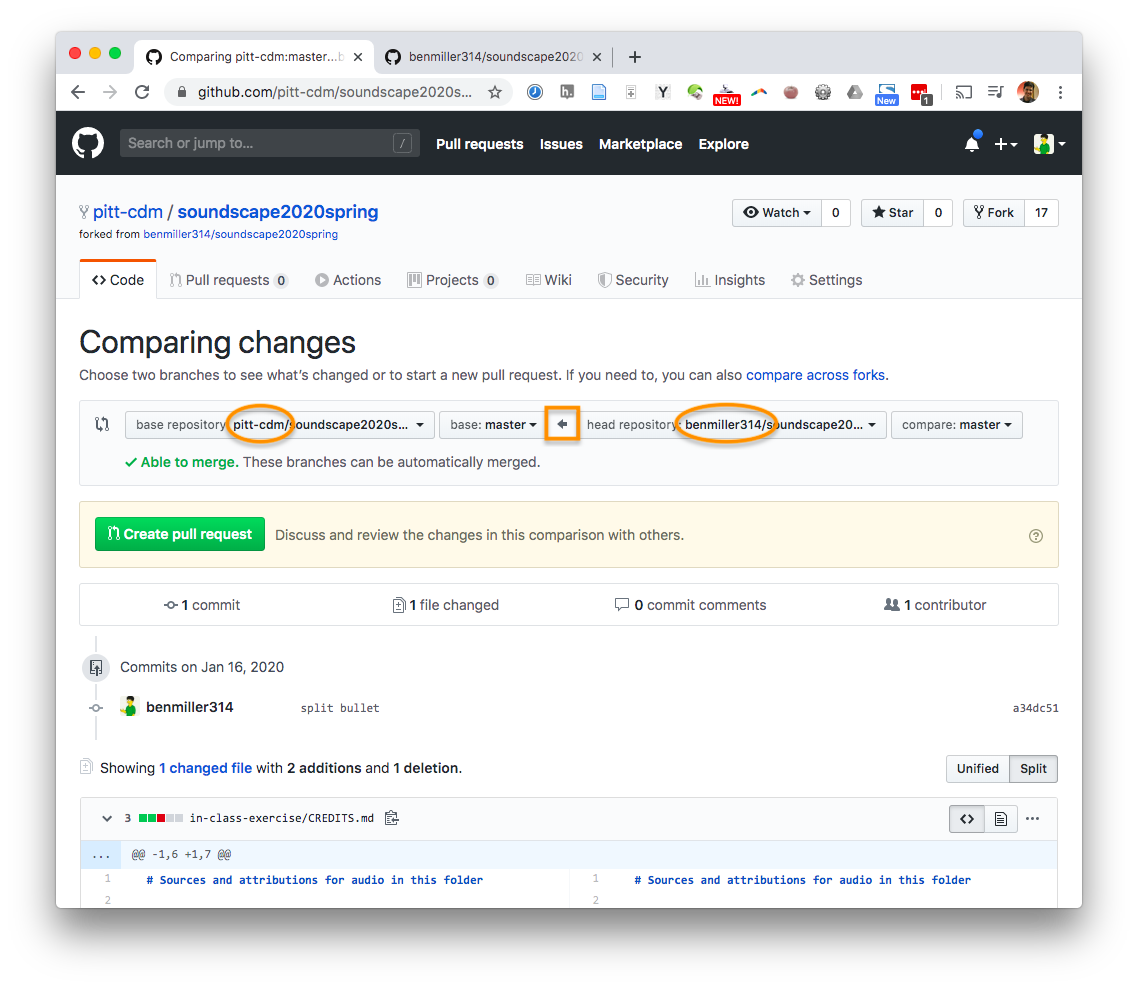 Comparing pitt-cdm:master...b
benmiller314/soundscape2020
github.com/pitt-cdm/soundscape2020s...
Y
NEW!
New
1
Search or jump to...
/
Pull requests
Issues
Marketplace
Explore
pitt-cdm / soundscape2020spring
Watch
0
Star
0
Fork
17
forked from benmiller314/soundscape2020spring
Code
Pull requests 0
Actions
Projects 0
Wiki
Security
Insights
Settings
Comparing changes
Choose two branches to see what's changed or to start a new pull request. If you need to, you can also compare across forks.
base repository: pitt-cdm/soundscape2020s...
base: master
head repository: benmiller314/soundscape20...
compare: master
Able to merge. These branches can be automatically merged.
Create pull request
Discuss and review the changes in this comparison with others.
1 commit
1 file changed
0 commit comments
1 contributor
Commits on Jan 16, 2020
benmiller314
split bullet
a34dc51
Showing 1 changed file with 2 additions and 1 deletion.
Unified
Split
3
in-class-exercise/CREDITS.md
...
@@ -1,6 +1,7 @@
1 # Sources and attributions for audio in this folder
1 # Sources and attributions for audio in this folder
2
2